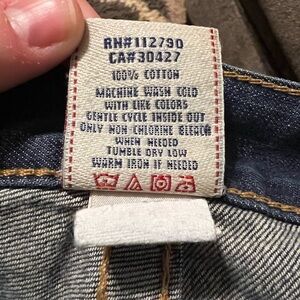 RN#112790
CA#30427
100% COTTON
MACHINE WASH COLD
WITH LIKE COLORS
GENTLE CYCLE INSIDE OUT
ONLY NON CHLORINE BLEACH
WHEN NEEDED
TUMBLE DRY LOW
WARM IRON IF NEEDED